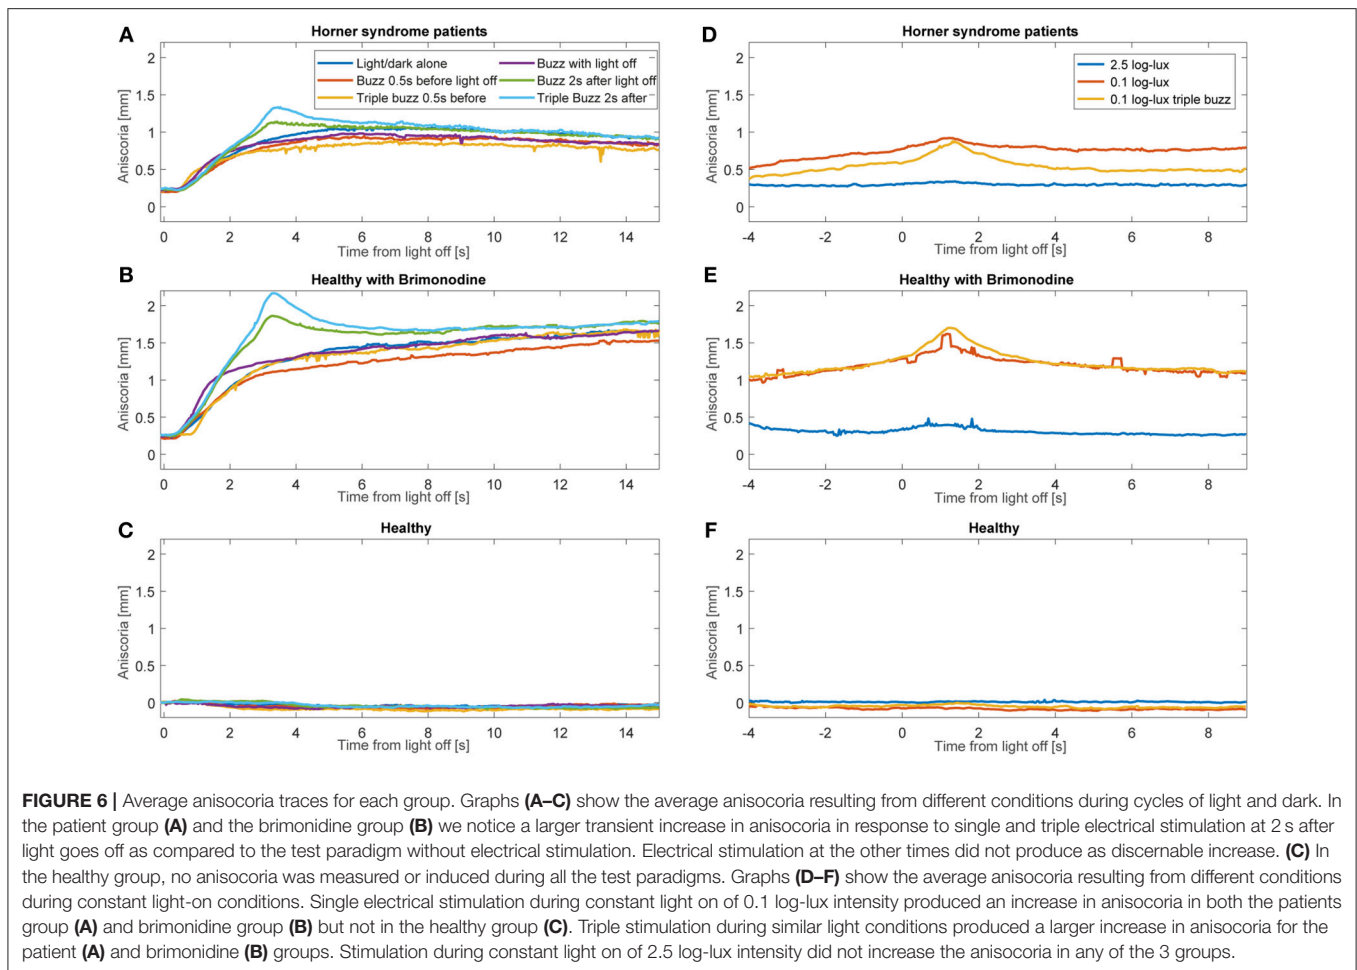 A
Horner syndrome patients
Light/dark alone
Buzz 0.5s before light off
Triple buzz 0.5s before
Buzz with light off
Buzz 2s after light off
Triple Buzz 2s after
Aniscoria [mm]
2
1.5
1
0.5
0
0 2 4 6 8 10 12 14
Time from light off [s]
D
Horner syndrome patients
2.5 log-lux
0.1 log-lux
0.1 log-lux triple buzz
Aniscoria [mm]
2
1.5
1
0.5
0
-4 -2 0 2 4 6 8
Time from light off [s]
B
Healthy with Brimonodine
Aniscoria [mm]
2
1.5
1
0.5
0
0 2 4 6 8 10 12 14
Time from light off [s]
E
Healthy with Brimonodine
Aniscoria [mm]
2
1.5
1
0.5
0
-4 -2 0 2 4 6 8
Time from light off [s]
C
Healthy
Aniscoria [mm]
2
1.5
1
0.5
0
0 2 4 6 8 10 12 14
Time from light off [s]
F
Healthy
Aniscoria [mm]
2
1.5
1
0.5
0
-4 -2 0 2 4 6 8
Time from light off [s]
FIGURE 6 | Average anisocoria traces for each group. Graphs (A–C) show the average anisocoria resulting from different conditions during cycles of light and dark. In
the patient group (A) and the brimonidine group (B) we notice a larger transient increase in anisocoria in response to single and triple electrical stimulation at 2 s after
light goes off as compared to the test paradigm without electrical stimulation. Electrical stimulation at the other times did not produce as discernable increase. (C) In
the healthy group, no anisocoria was measured or induced during all the test paradigms. Graphs (D–F) show the average anisocoria resulting from different conditions
during constant light-on conditions. Single electrical stimulation during constant light on of 0.1 log-lux intensity produced an increase in anisocoria in both the patients
group (A) and brimonidine group (B) but not in the healthy group (C). Triple stimulation during similar light conditions produced a larger increase in anisocoria for the
patient (A) and brimonidine (B) groups. Stimulation during constant light on of 2.5 log-lux intensity did not increase the anisocoria in any of the 3 groups.